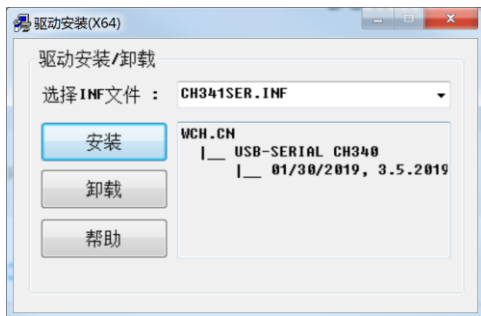 驱动安装(X64)
驱动安装/卸载
选择INF文件 : CH341SER.INF
安装
WCH.CN
|__ USB-SERIAL CH340
|__ 01/30/2019, 3.5.2019
卸载
帮助